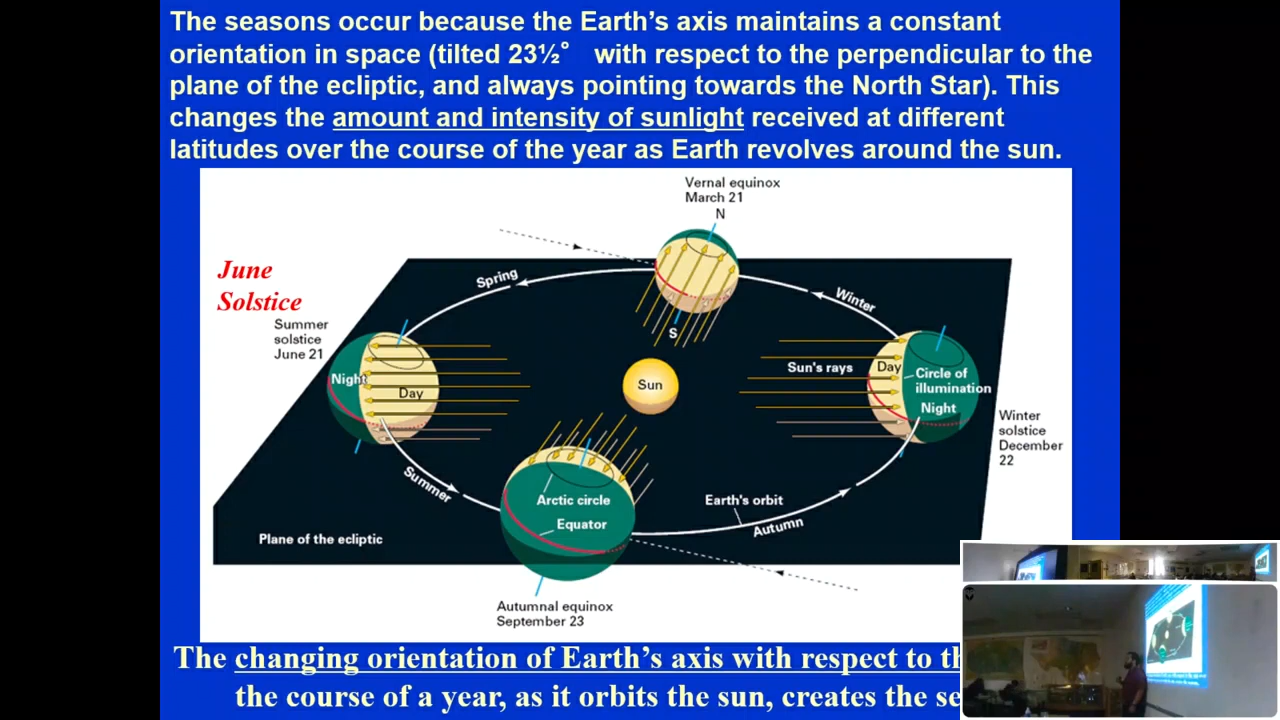 The seasons occur because the Earth's axis maintains a constant
orientation in space (tilted 23½° with respect to the perpendicular to the
plane of the ecliptic, and always pointing towards the North Star). This
changes the amount and intensity of sunlight received at different
latitudes over the course of the year as Earth revolves around the sun.
Vernal equinox
March 21
N
June
Solstice
Spring
Winter
Summer
solstice
June 21
S
Night
Day
Sun
Sun's rays
Day
Circle of
illumination
Night
Winter
solstice
December
22
Summer
Arctic circle
Equator
Earth's orbit
Autumn
Plane of the ecliptic
Autumnal equinox
September 23
The changing orientation of Earth's axis with respect to
the course of a year, as it orbits the sun, creates the